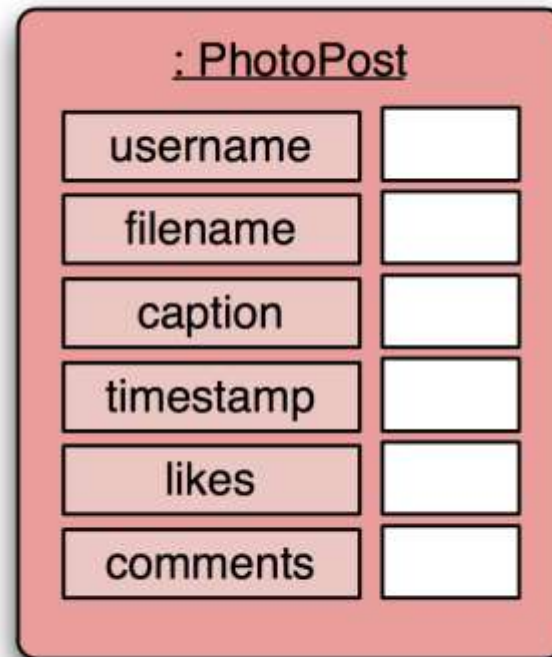 : PhotoPost
username
filename
caption
timestamp
likes
comments